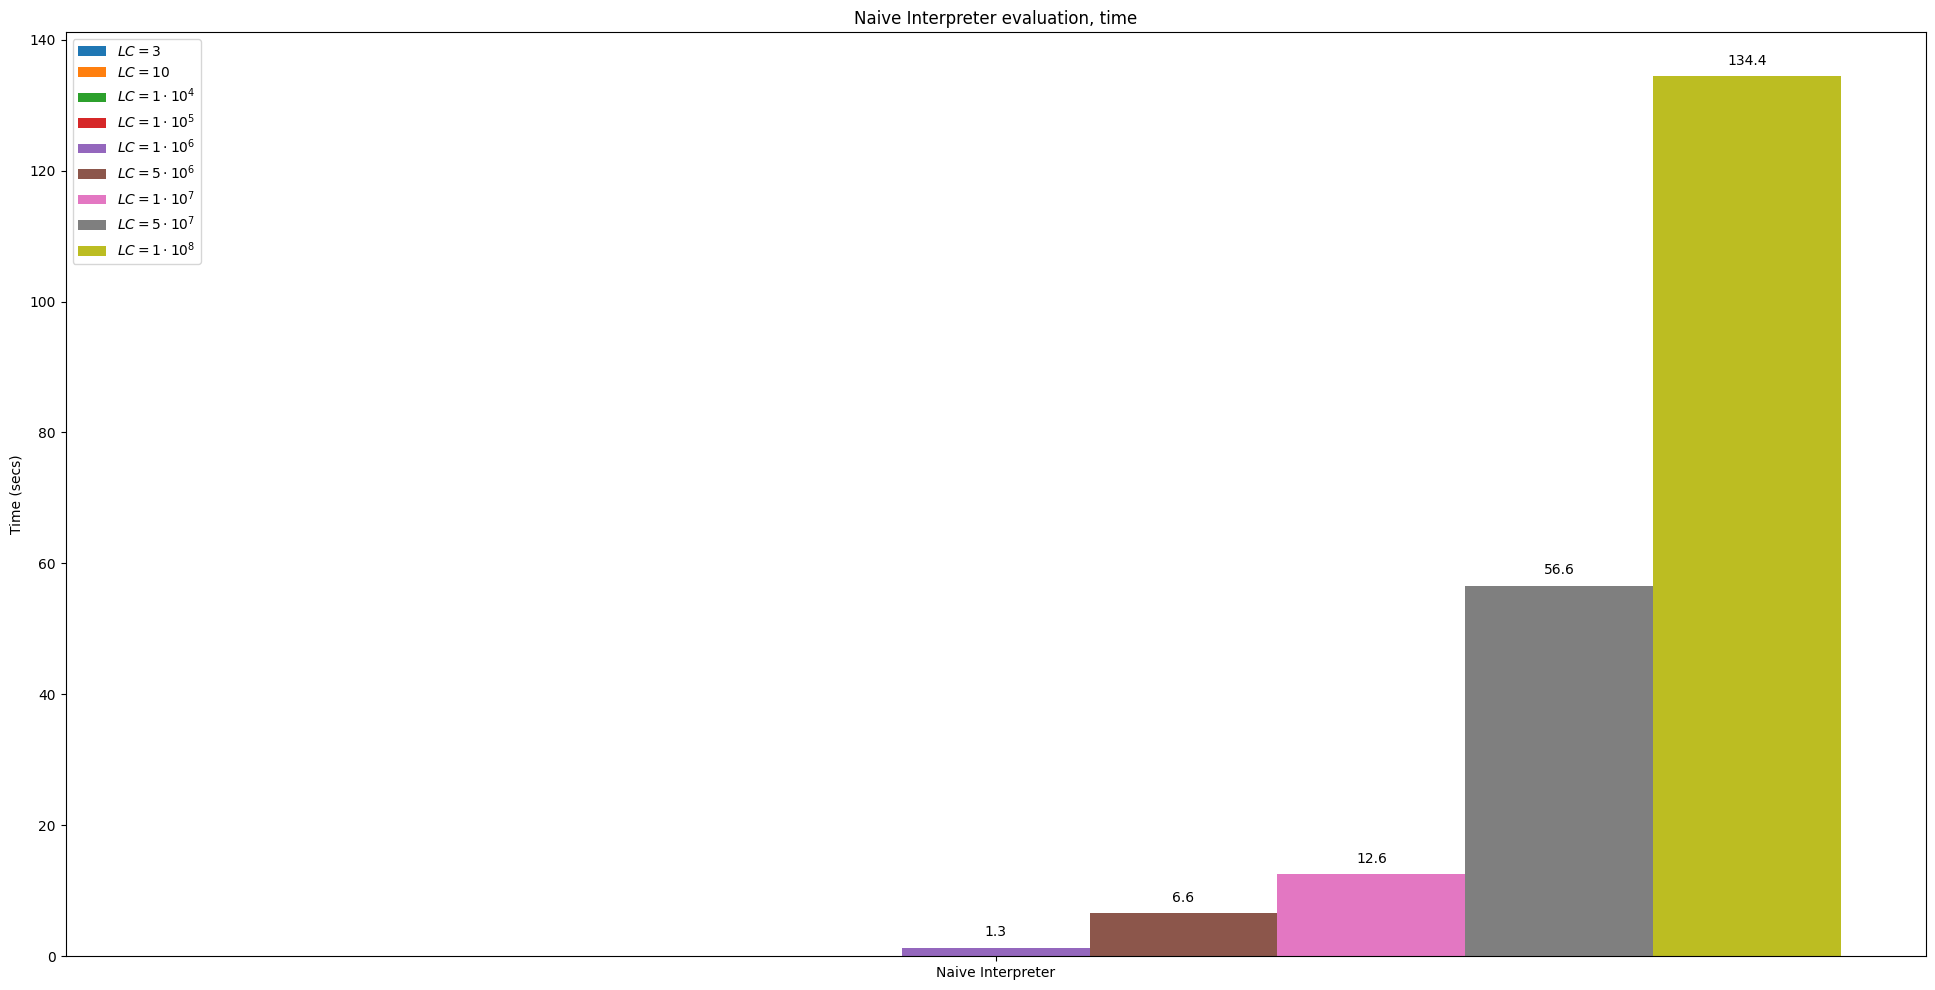 Naive Interpreter evaluation, time
140
120
100
80
60
40
20
0
Time (secs)
LC = 3
LC = 10
LC = 1 · 10^4
LC = 1 · 10^5
LC = 1 · 10^6
LC = 5 · 10^6
LC = 1 · 10^7
LC = 5 · 10^7
LC = 1 · 10^8
1.3
6.6
12.6
56.6
134.4
Naive Interpreter